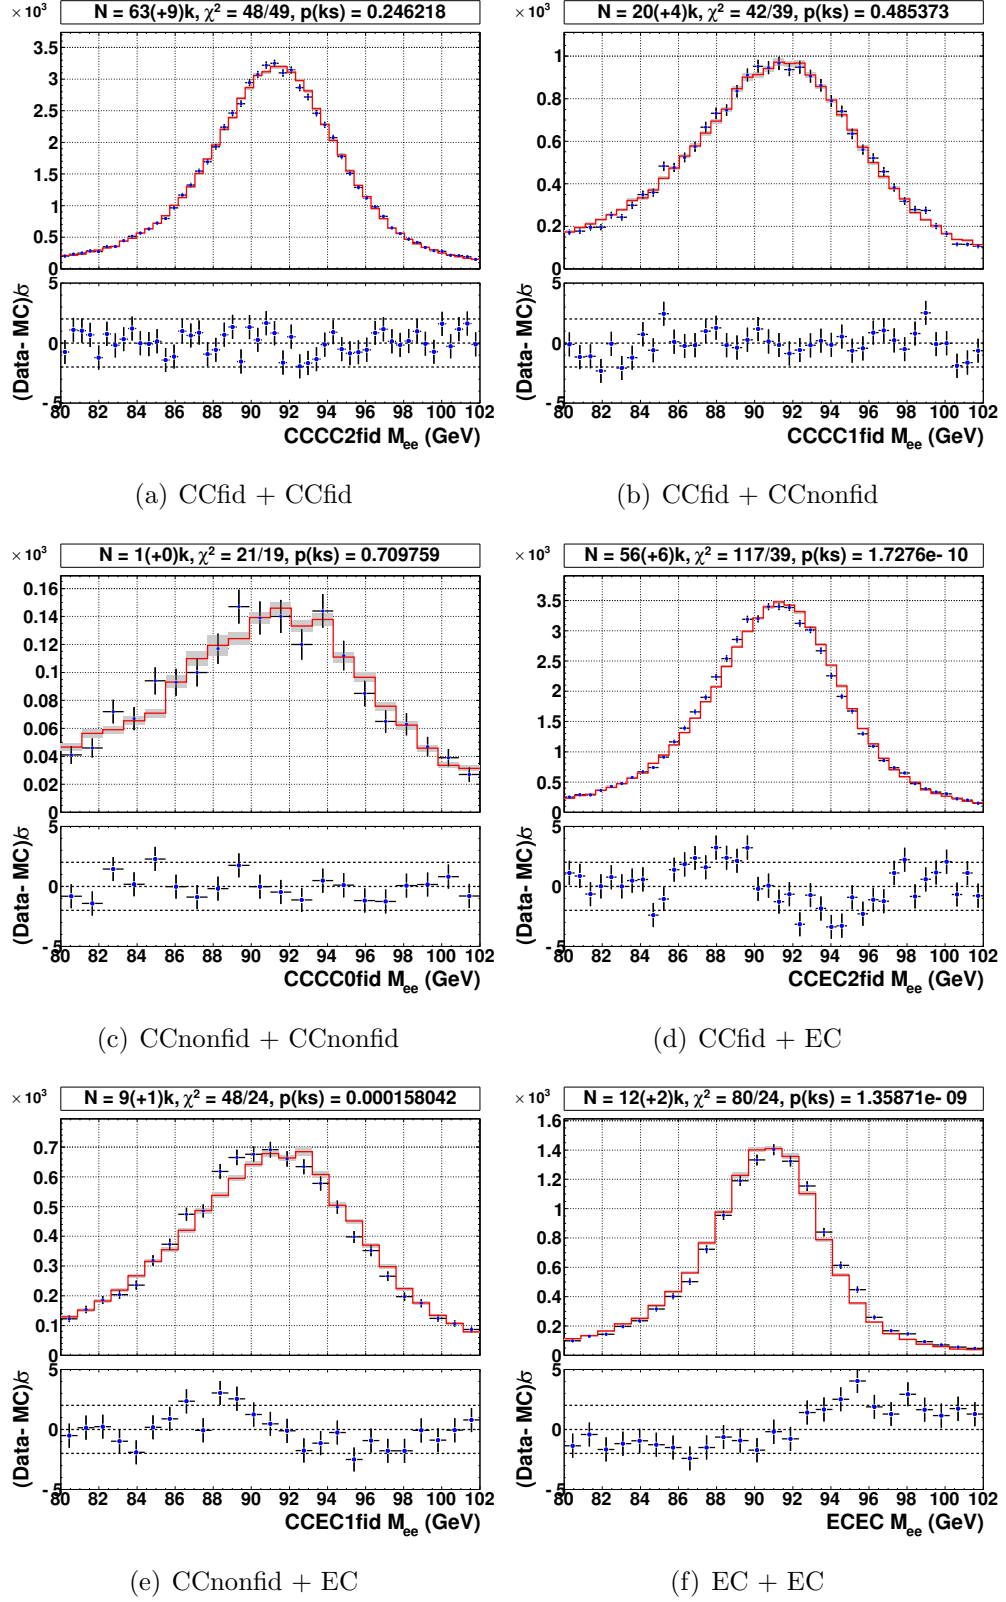 × 10³ N = 63(+9)k, χ² = 48/49, p(ks) = 0.246218
3.5
3
2.5
2
1.5
1
0.5
0
(Data- MC)/σ
5
0
- 5
80 82 84 86 88 90 92 94 96 98 100 102
CCCC2fid M_ee (GeV)
(a) CCfid + CCfid
× 10³ N = 20(+4)k, χ² = 42/39, p(ks) = 0.485373
1
0.8
0.6
0.4
0.2
0
(Data- MC)/σ
5
0
- 5
80 82 84 86 88 90 92 94 96 98 100 102
CCCC1fid M_ee (GeV)
(b) CCfid + CCnonfid
× 10³ N = 1(+0)k, χ² = 21/19, p(ks) = 0.709759
0.16
0.14
0.12
0.1
0.08
0.06
0.04
0.02
0
(Data- MC)/σ
5
0
- 5
80 82 84 86 88 90 92 94 96 98 100 102
CCCC0fid M_ee (GeV)
(c) CCnonfid + CCnonfid
× 10³ N = 56(+6)k, χ² = 117/39, p(ks) = 1.7276e- 10
3.5
3
2.5
2
1.5
1
0.5
0
(Data- MC)/σ
5
0
- 5
80 82 84 86 88 90 92 94 96 98 100 102
CCEC2fid M_ee (GeV)
(d) CCfid + EC
× 10³ N = 9(+1)k, χ² = 48/24, p(ks) = 0.000158042
0.7
0.6
0.5
0.4
0.3
0.2
0.1
0
(Data- MC)/σ
5
0
- 5
80 82 84 86 88 90 92 94 96 98 100 102
CCEC1fid M_ee (GeV)
(e) CCnonfid + EC
× 10³ N = 12(+2)k, χ² = 80/24, p(ks) = 1.35871e- 09
1.6
1.4
1.2
1
0.8
0.6
0.4
0.2
0
(Data- MC)/σ
5
0
- 5
80 82 84 86 88 90 92 94 96 98 100 102
ECEC M_ee (GeV)
(f) EC + EC